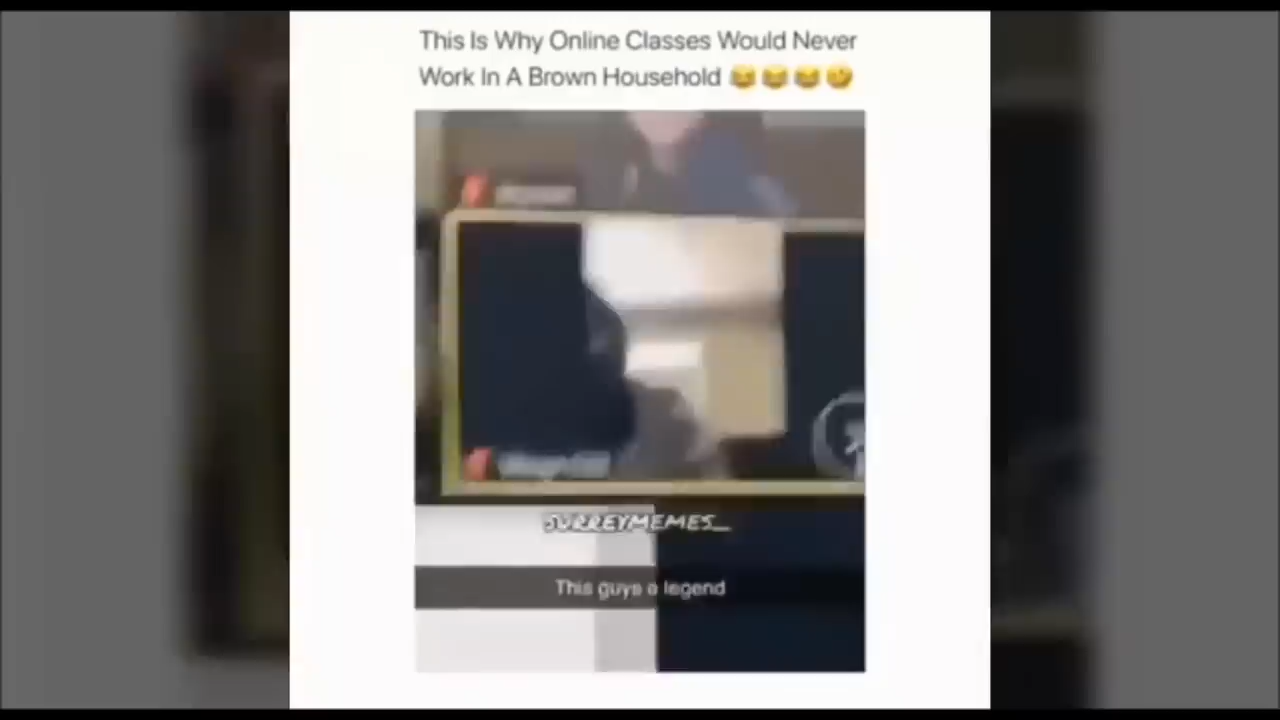 This Is Why Online Classes Would Never
Work In A Brown Household 😂😂😂🤣
SURREYMEMES_
This guys a legend